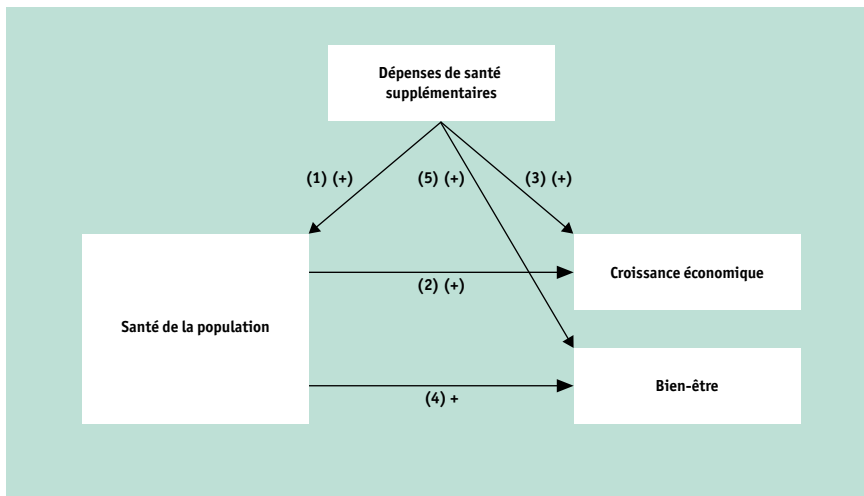 Dépenses de santé
supplémentaires
(1) (+)
(5) (+)
(3) (+)
Santé de la population
(2) (+)
Croissance économique
(4) +
Bien-être